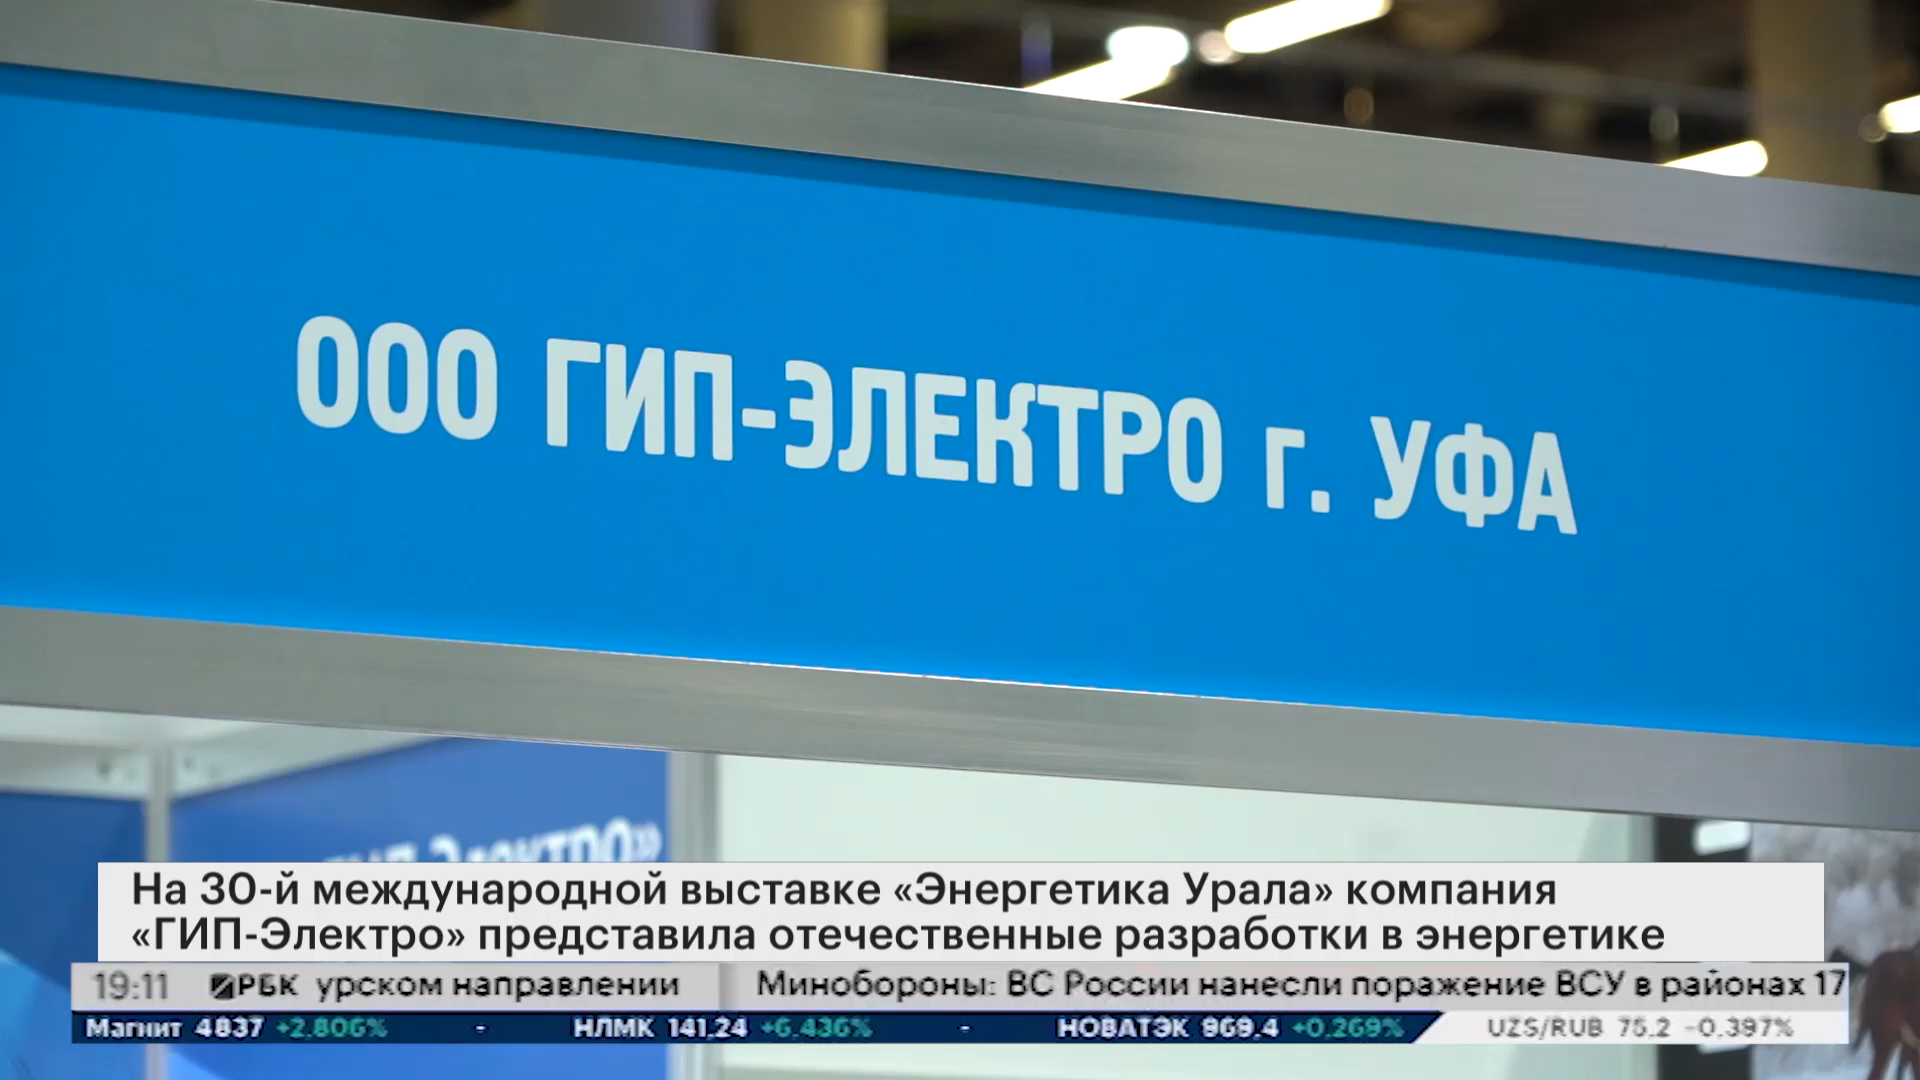 ООО ГИП-ЭЛЕКТРО г. УФА
Электро»
На 30-й международной выставке «Энергетика Урала» компания
«ГИП-Электро» представила отечественные разработки в энергетике
19:11 РБК урском направлении Минобороны: ВС России нанесли поражение ВСУ в районах 17
Магнит 4837 +2,806% - НЛМК 141,24 +6,436% - НОВАТЭК 969,4 +0,269% UZS/RUB 75.2 -0.397%